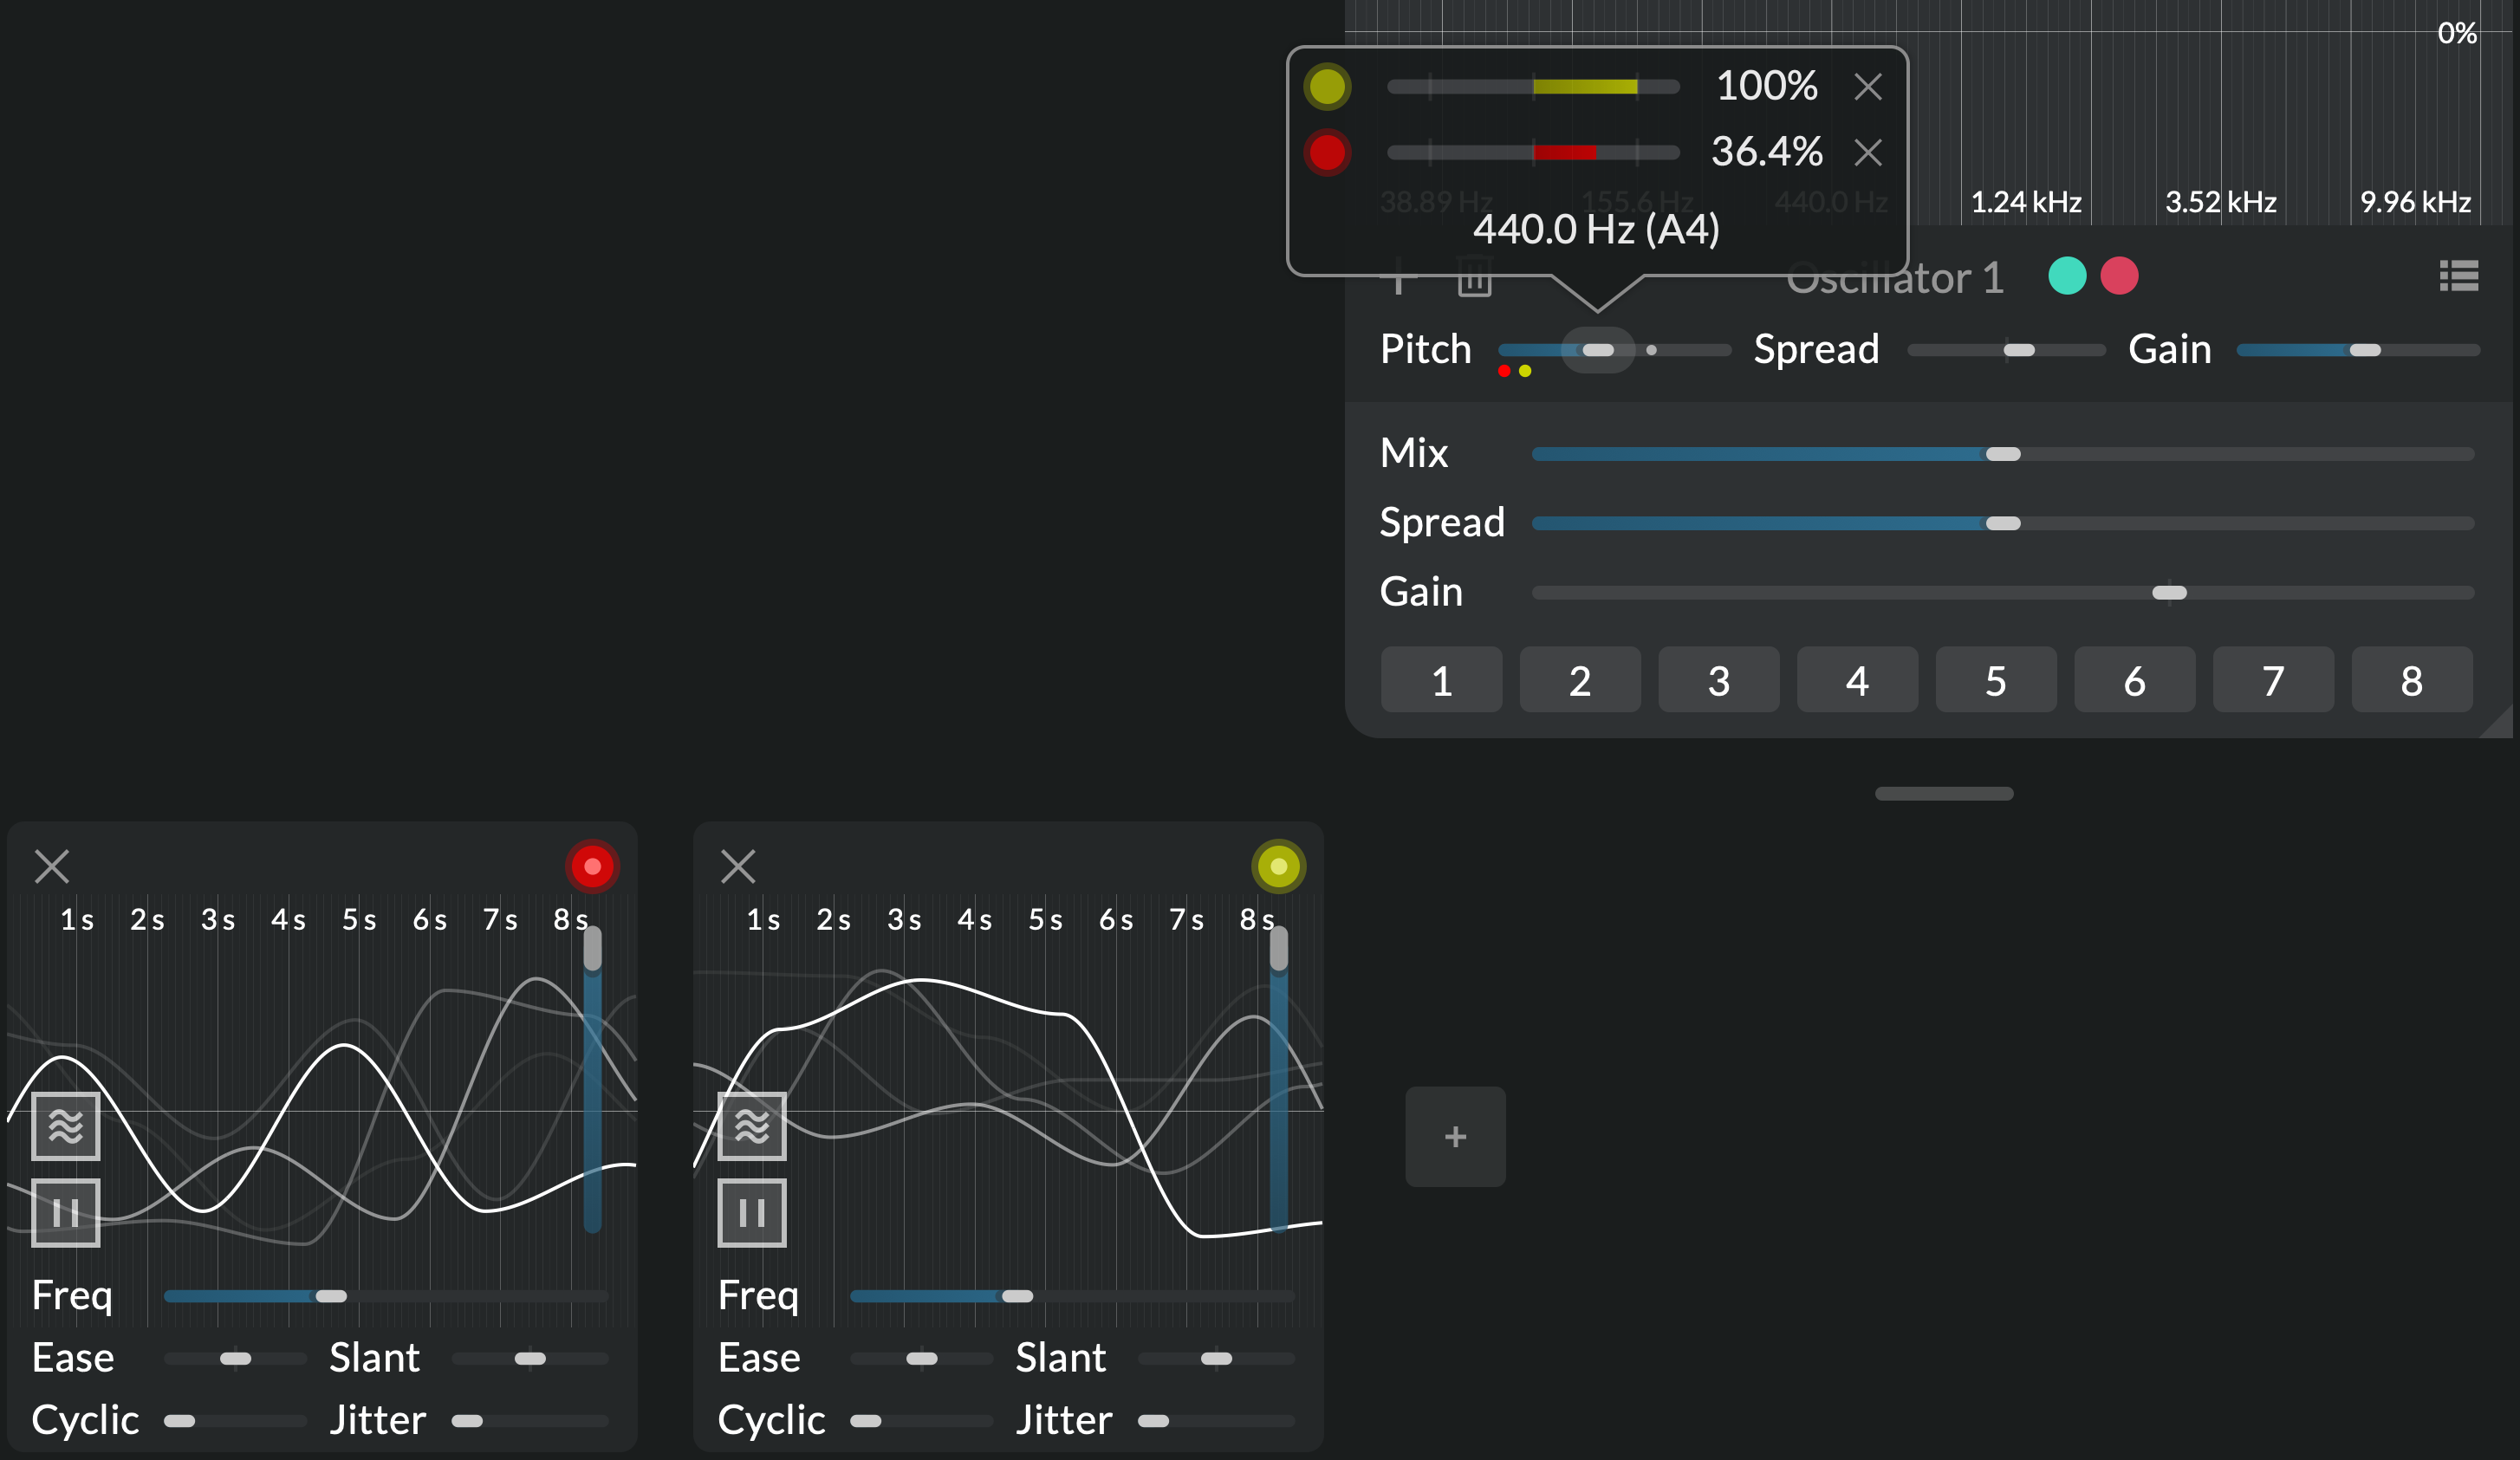 0%
100%
36.4%
38.89 Hz 155.6 Hz 440.0 Hz 1.24 kHz 3.52 kHz 9.96 kHz
440.0 Hz (A4)
Oscillator 1
Pitch Spread Gain
Mix
Spread
Gain
1 2 3 4 5 6 7 8
1 s 2 s 3 s 4 s 5 s 6 s 7 s 8 s
Freq
Ease Slant
Cyclic Jitter
1 s 2 s 3 s 4 s 5 s 6 s 7 s 8 s
Freq
Ease Slant
Cyclic Jitter
+